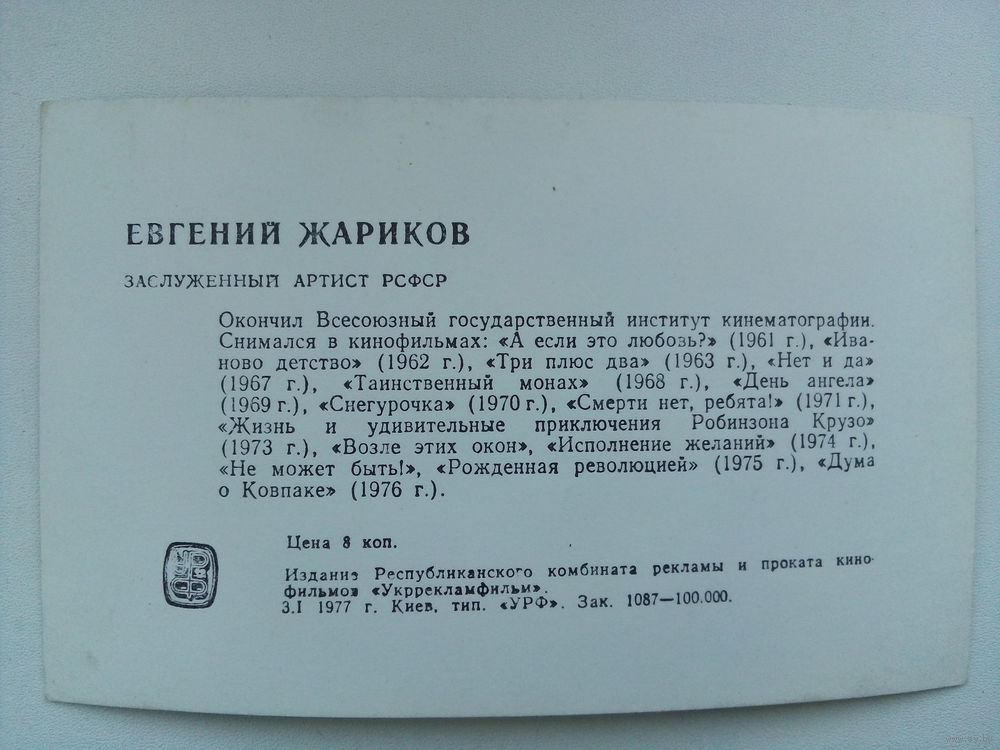 ЕВГЕНИЙ ЖАРИКОВ
ЗАСЛУЖЕННЫЙ АРТИСТ РСФСР
Окончил Всесоюзный государственный институт кинематографии.
Снимался в кинофильмах: «А если это любовь?» (1961 г.), «Ива-
ново детство» (1962 г.), «Три плюс два» (1963 г.), «Нет и да»
(1967 г.), «Таинственный монах» (1968 г.), «День ангела»
(1969 г.), «Снегурочка» (1970 г.), «Смерти нет, ребята!» (1971 г.),
«Жизнь и удивительные приключения Робинзона Крузо»
(1973 г.), «Возле этих окон», «Исполнение желаний» (1974 г.),
«Не может быть!», «Рожденная революцией» (1975 г.), «Дума
о Ковпаке» (1976 г.).
Цена 8 коп.
Издание Республиканского комбината рекламы и проката кино-
фильмов «Укррекламфильм».
3.I 1977 г. Киев, тип. «УРФ». Зак. 1087—100.000.